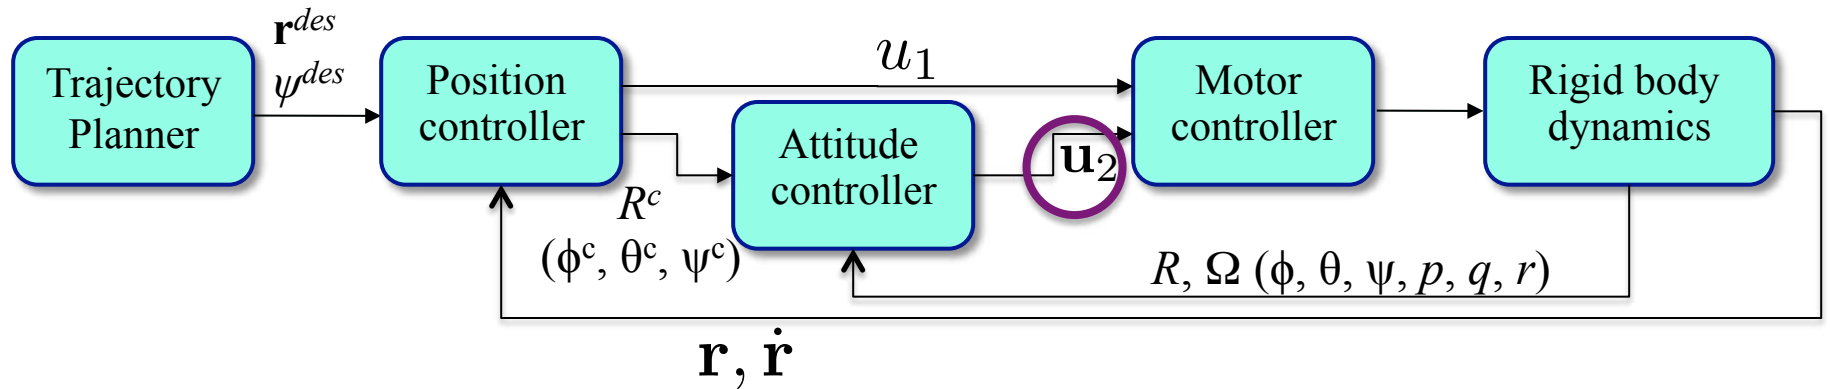 Trajectory
Planner
r^des
ψ^des
Position
controller
u₁
R^c
(ϕ^c, θ^c, ψ^c)
Attitude
controller
u₂
Motor
controller
Rigid body
dynamics
R, Ω (ϕ, θ, ψ, p, q, r)
r, ṙ